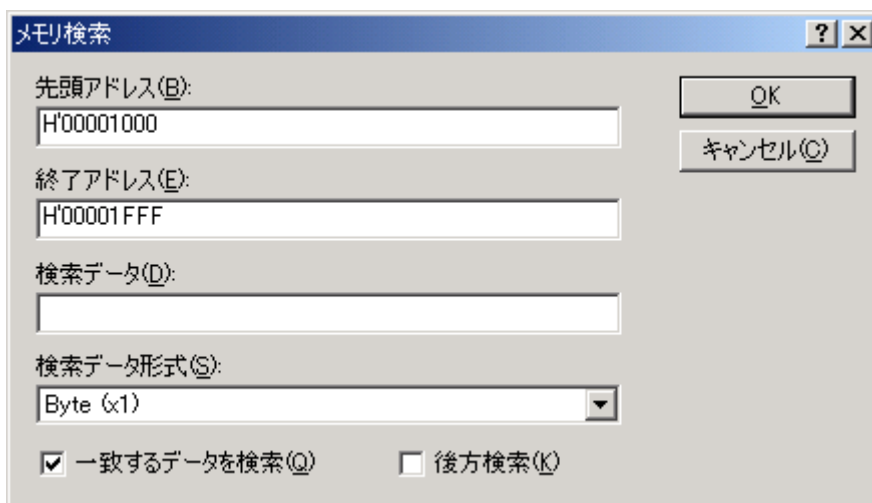 メモリ検索
先頭アドレス(B):
H'00001000
OK
キャンセル(C)
終了アドレス(E):
H'00001FFF
検索データ(D):
検索データ形式(S):
Byte (x1)
一致するデータを検索(Q) 後方検索(K)